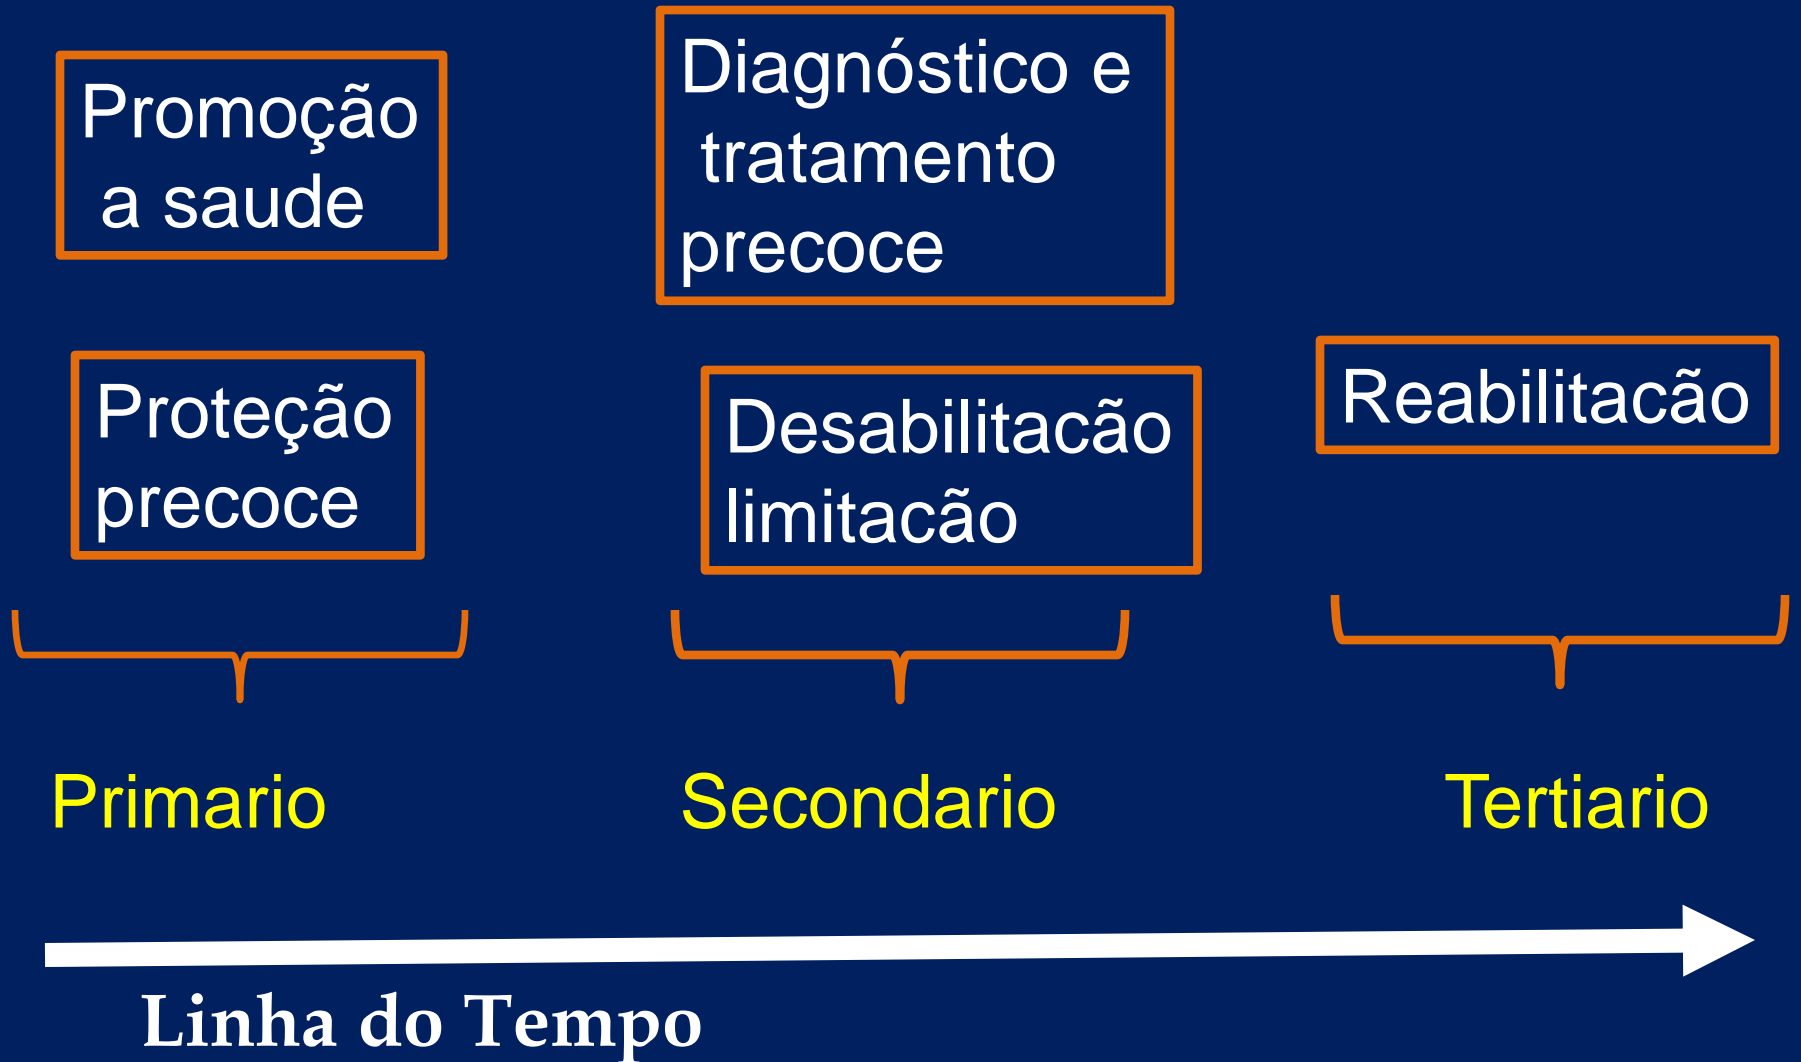 Promoção
a saude
Proteção
precoce
Diagnóstico e
tratamento
precoce
Desabilitacão
limitacão
Reabilitacão
Primario
Secondario
Tertiario
Linha do Tempo